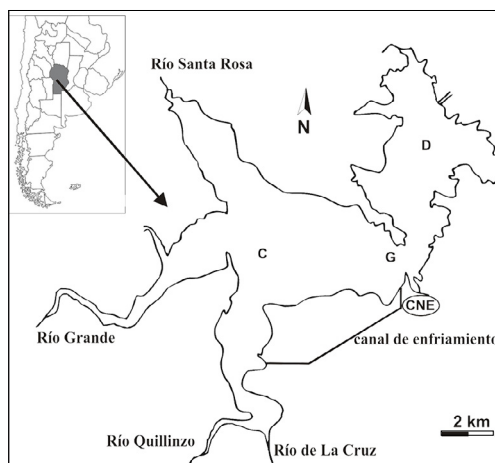 Río Santa Rosa
N
D
C
G
CNE
canal de enfriamiento
Río Grande
2 km
Río Quillinzo
Río de La Cruz